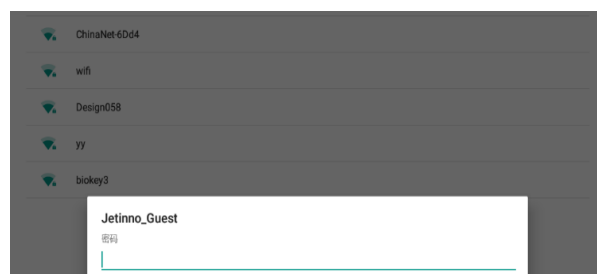 ChinaNet-6Dd4
wifi
Design058
yy
biokey3
Jetinno_Guest
密码